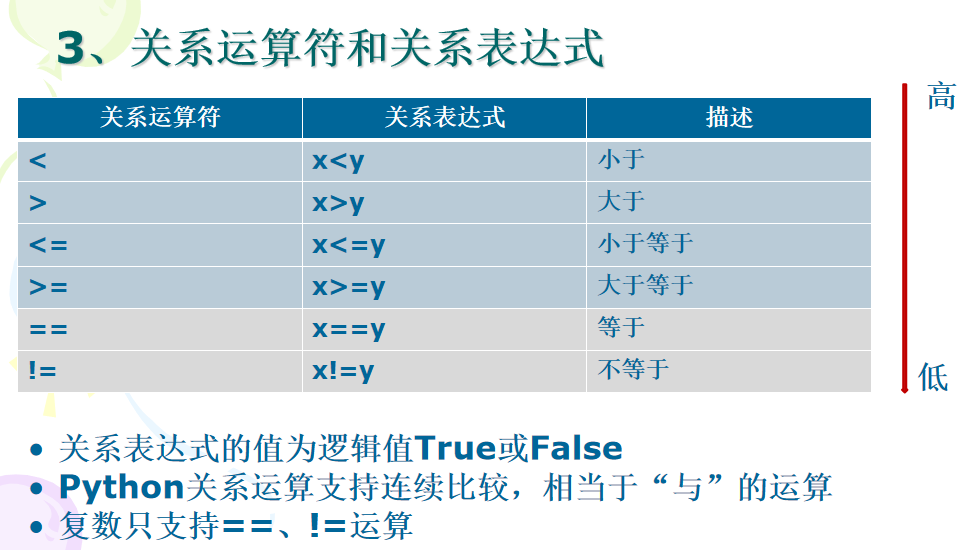 3、关系运算符和关系表达式
关系运算符 关系表达式 描述
高
< x<y 小于
> x>y 大于
<= x<=y 小于等于
>= x>=y 大于等于
== x==y 等于
!= x!=y 不等于
低
• 关系表达式的值为逻辑值True或False
• Python关系运算支持连续比较，相当于“与”的运算
• 复数只支持==、!=运算